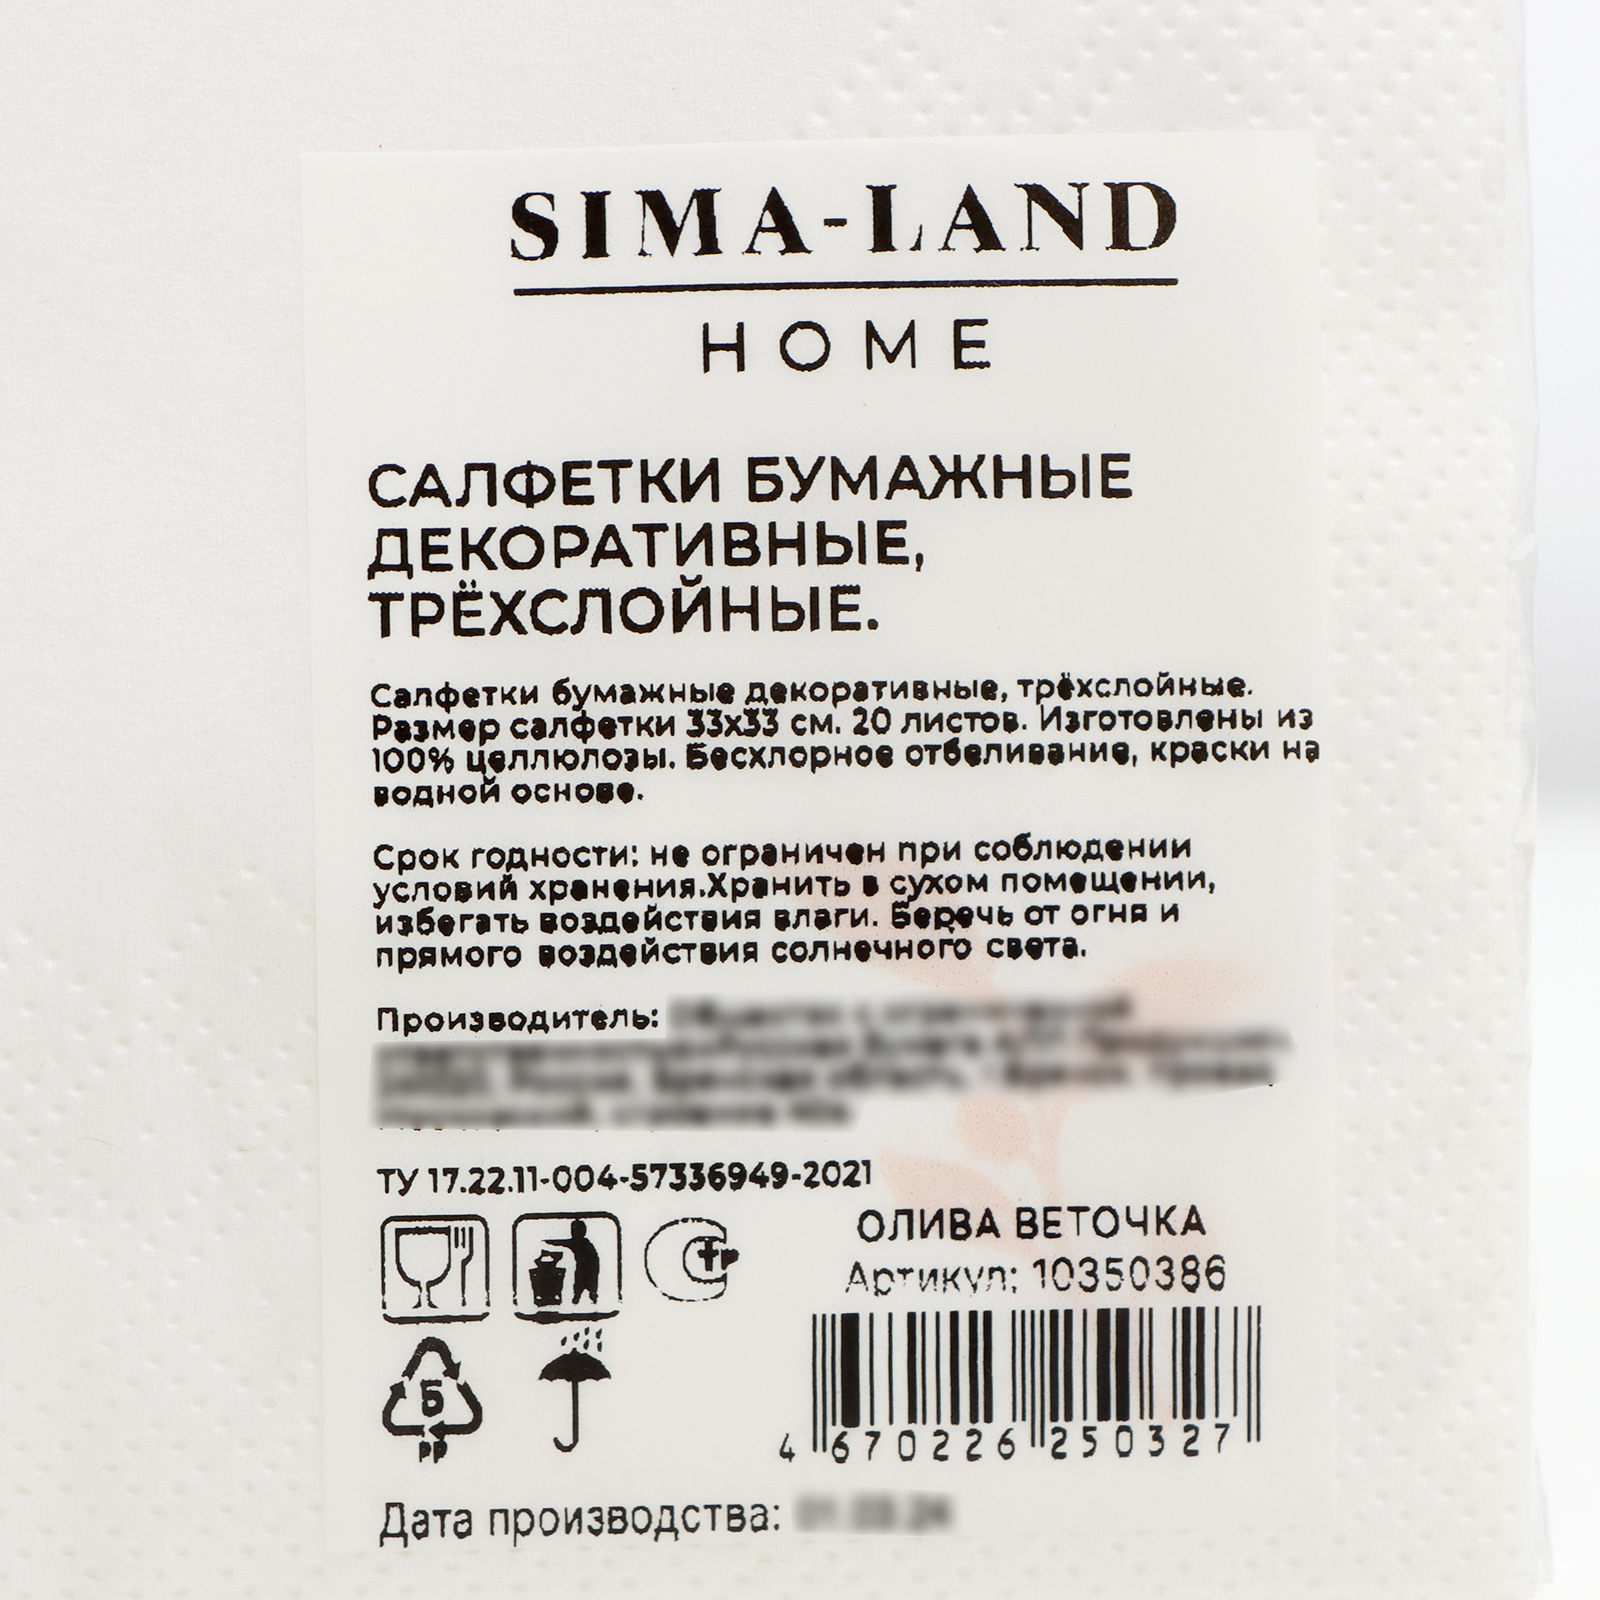 SIMA-LAND
HOME
САЛФЕТКИ БУМАЖНЫЕ
ДЕКОРАТИВНЫЕ,
ТРЁХСЛОЙНЫЕ.
Салфетки бумажные декоративные, трёхслойные.
Размер салфетки 33х33 см. 20 листов. Изготовлены из
100% целлюлозы. Бесхлорное отбеливание, краски на
водной основе.
Срок годности: не ограничен при соблюдении
условий хранения.Хранить в сухом помещении,
избегать воздействия влаги. Беречь от огня и
прямого воздействия солнечного света.
Производитель:
ТУ 17.22.11-004-57336949-2021
ОЛИВА ВЕТОЧКА
Артикул: 10350386
5
PP
4 670226 250327
Дата производства: